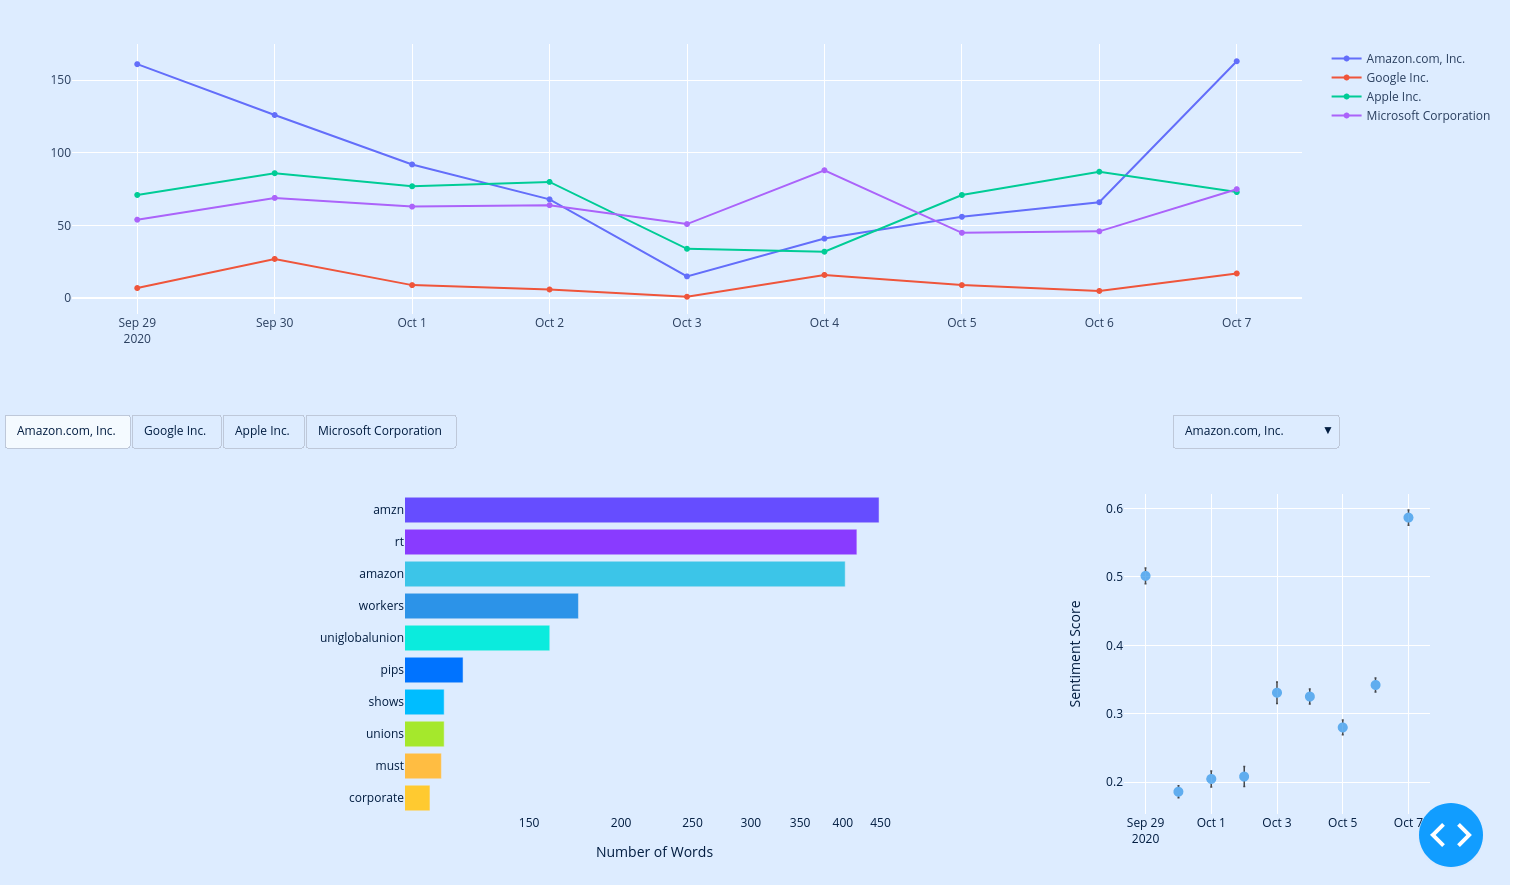 150
100
50
0
Sep 29
2020
Sep 30
Oct 1
Oct 2
Oct 3
Oct 4
Oct 5
Oct 6
Oct 7
Amazon.com, Inc.
Google Inc.
Apple Inc.
Microsoft Corporation
Amazon.com, Inc.
Google Inc.
Apple Inc.
Microsoft Corporation
Amazon.com, Inc.
amzn
rt
amazon
workers
uniglobalunion
pips
shows
unions
must
corporate
150 200 250 300 350 400 450
Number of Words
Sentiment Score
0.6
0.5
0.4
0.3
0.2
Sep 29
2020
Oct 1
Oct 3
Oct 5
Oct 7